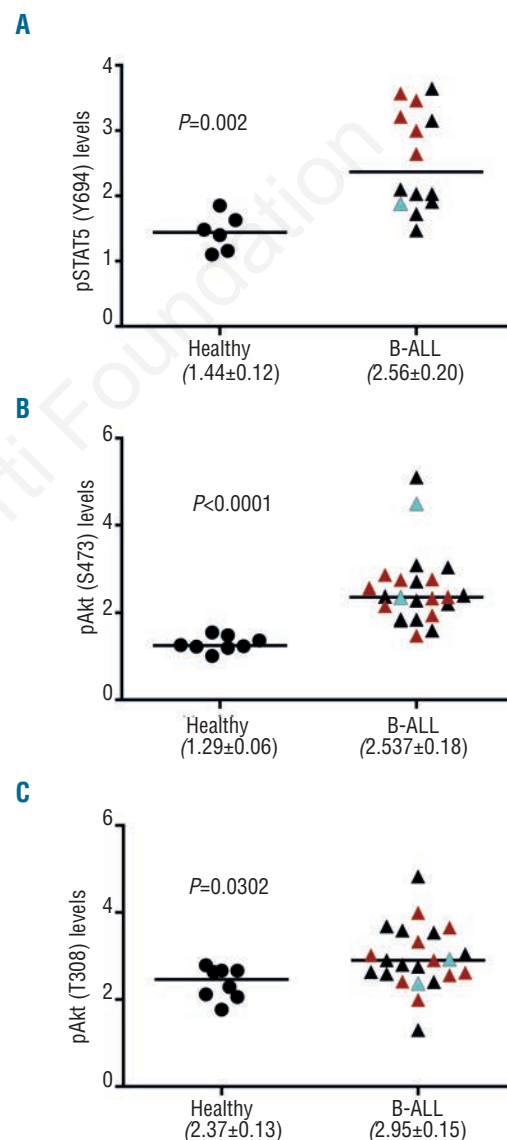 A
4
3
2
1
0
pSTAT5 (Y694) levels
P=0.002
Healthy
(1.44±0.12)
B-ALL
(2.56±0.20)
B
6
4
2
0
pAkt (S473) levels
P<0.0001
Healthy
(1.29±0.06)
B-ALL
(2.537±0.18)
C
6
4
2
0
pAkt (T308) levels
P=0.0302
Healthy
(2.37±0.13)
B-ALL
(2.95±0.15)
Foundation